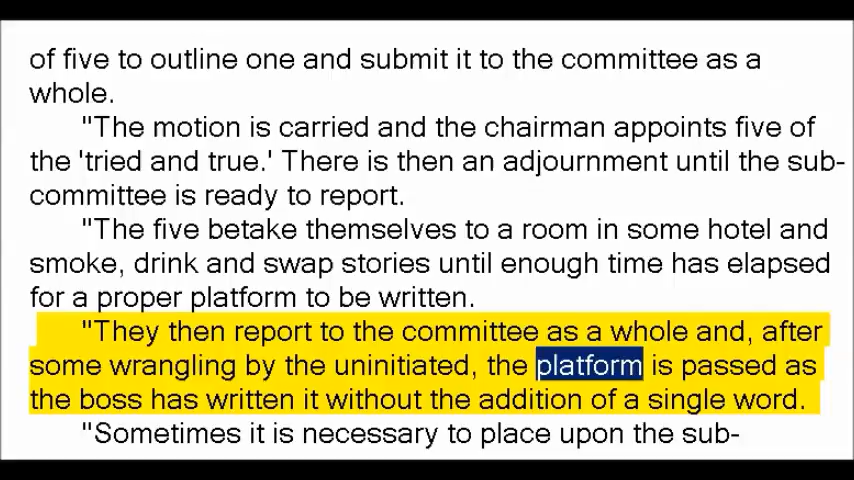 of five to outline one and submit it to the committee as a
whole.
"The motion is carried and the chairman appoints five of
the 'tried and true.' There is then an adjournment until the sub-
committee is ready to report.
"The five betake themselves to a room in some hotel and
smoke, drink and swap stories until enough time has elapsed
for a proper platform to be written.
"They then report to the committee as a whole and, after
some wrangling by the uninitiated, the platform is passed as
the boss has written it without the addition of a single word.
"Sometimes it is necessary to place upon the sub-